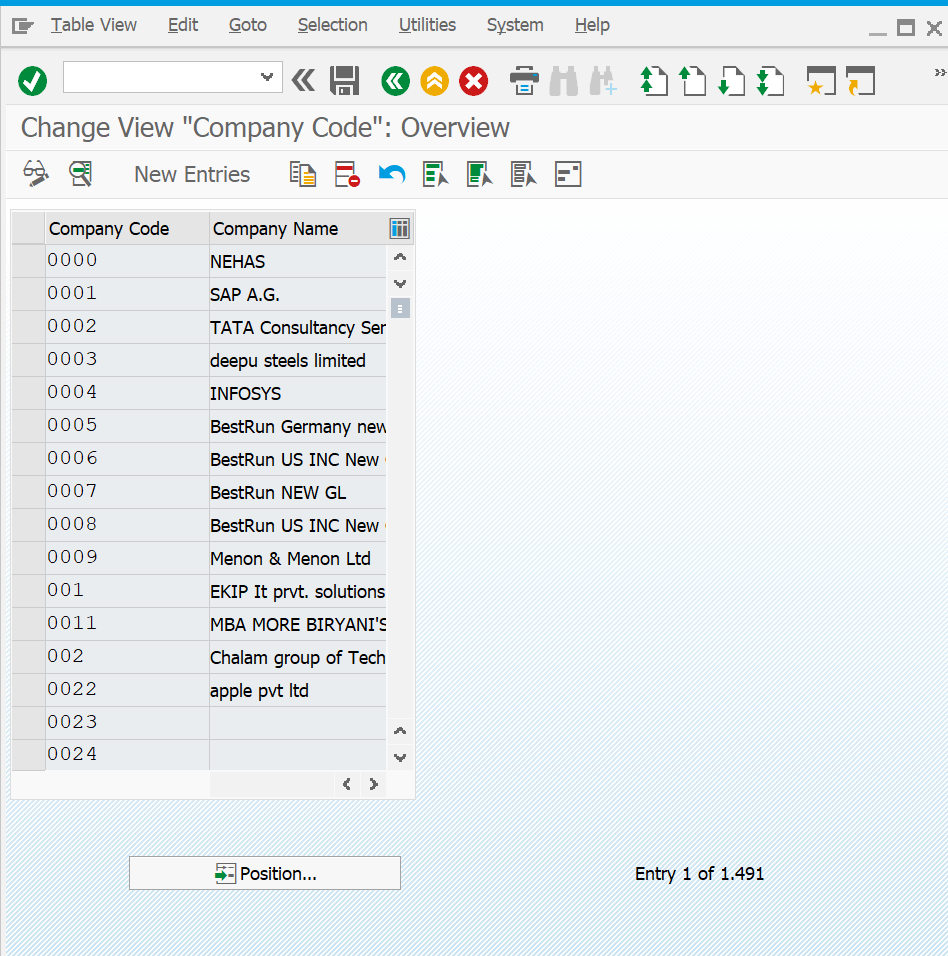 Table View Edit Goto Selection Utilities System Help
Change View "Company Code": Overview
New Entries
Company Code Company Name
0000 NEHAS
0001 SAP A.G.
0002 TATA Consultancy Ser
0003 deepu steels limited
0004 INFOSYS
0005 BestRun Germany new
0006 BestRun US INC New
0007 BestRun NEW GL
0008 BestRun US INC New
0009 Menon & Menon Ltd
001 EKIP It prvt. solutions
0011 MBA MORE BIRYANI'S
002 Chalam group of Tech
0022 apple pvt ltd
0023
0024
Position... Entry 1 of 1.491